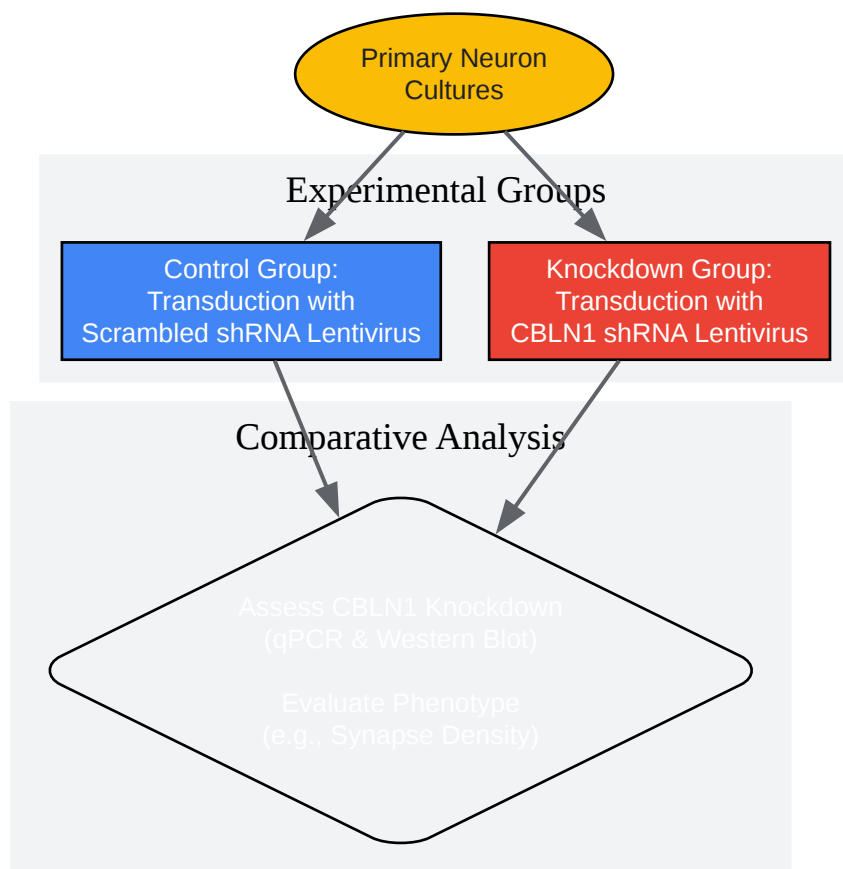 Primary Neuron
Cultures
Experimental Groups
Control Group:
Transduction with
Scrambled shRNA Lentivirus
Knockdown Group:
Transduction with
CBLN1 shRNA Lentivirus
Comparative Analysis
Assess CBLN1 Knockdown
(qPCR & Western Blot)
Evaluate Phenotype
(e.g., Synapse Density)